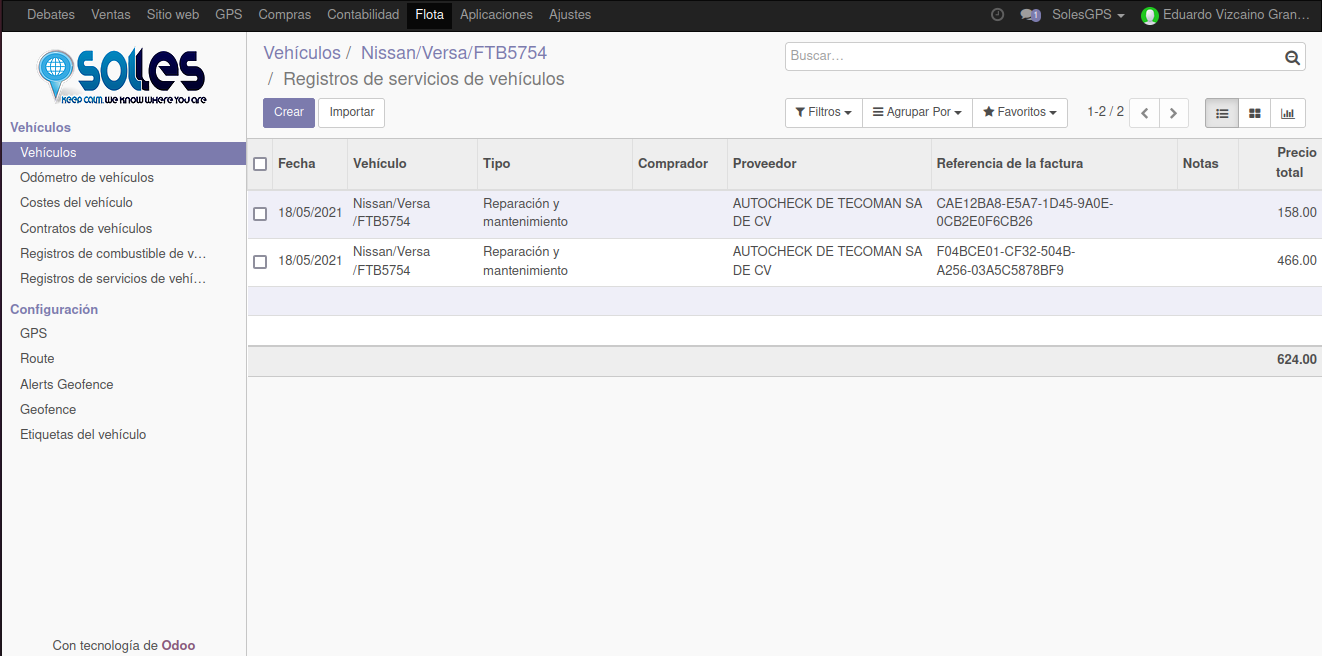 Debates Ventas Sitio web GPS Compras Contabilidad Flota Aplicaciones Ajustes 1 SolesGPS Eduardo Vizcaino Gran...
SOLLES
KEEP CALM. WE KNOW WHERE YOU ARE
Vehículos
Vehículos
Odómetro de vehículos
Costes del vehículo
Contratos de vehículos
Registros de combustible de v...
Registros de servicios de vehí...
Configuración
GPS
Route
Alerts Geofence
Geofence
Etiquetas del vehículo
Con tecnología de Odoo
Vehículos / Nissan/Versa/FTB5754
/ Registros de servicios de vehículos
Buscar...
Crear Importar
Filtros Agrupar Por Favoritos 1-2 / 2
Fecha Vehículo Tipo Comprador Proveedor Referencia de la factura Notas Precio
total
18/05/2021 Nissan/Versa Reparación y AUTOCHECK DE TECOMAN SA CAE12BA8-E5A7-1D45-9A0E- 158.00
/FTB5754 mantenimiento DE CV 0CB2E0F6CB26
18/05/2021 Nissan/Versa Reparación y AUTOCHECK DE TECOMAN SA F04BCE01-CF32-504B- 466.00
/FTB5754 mantenimiento DE CV A256-03A5C5878BF9
624.00